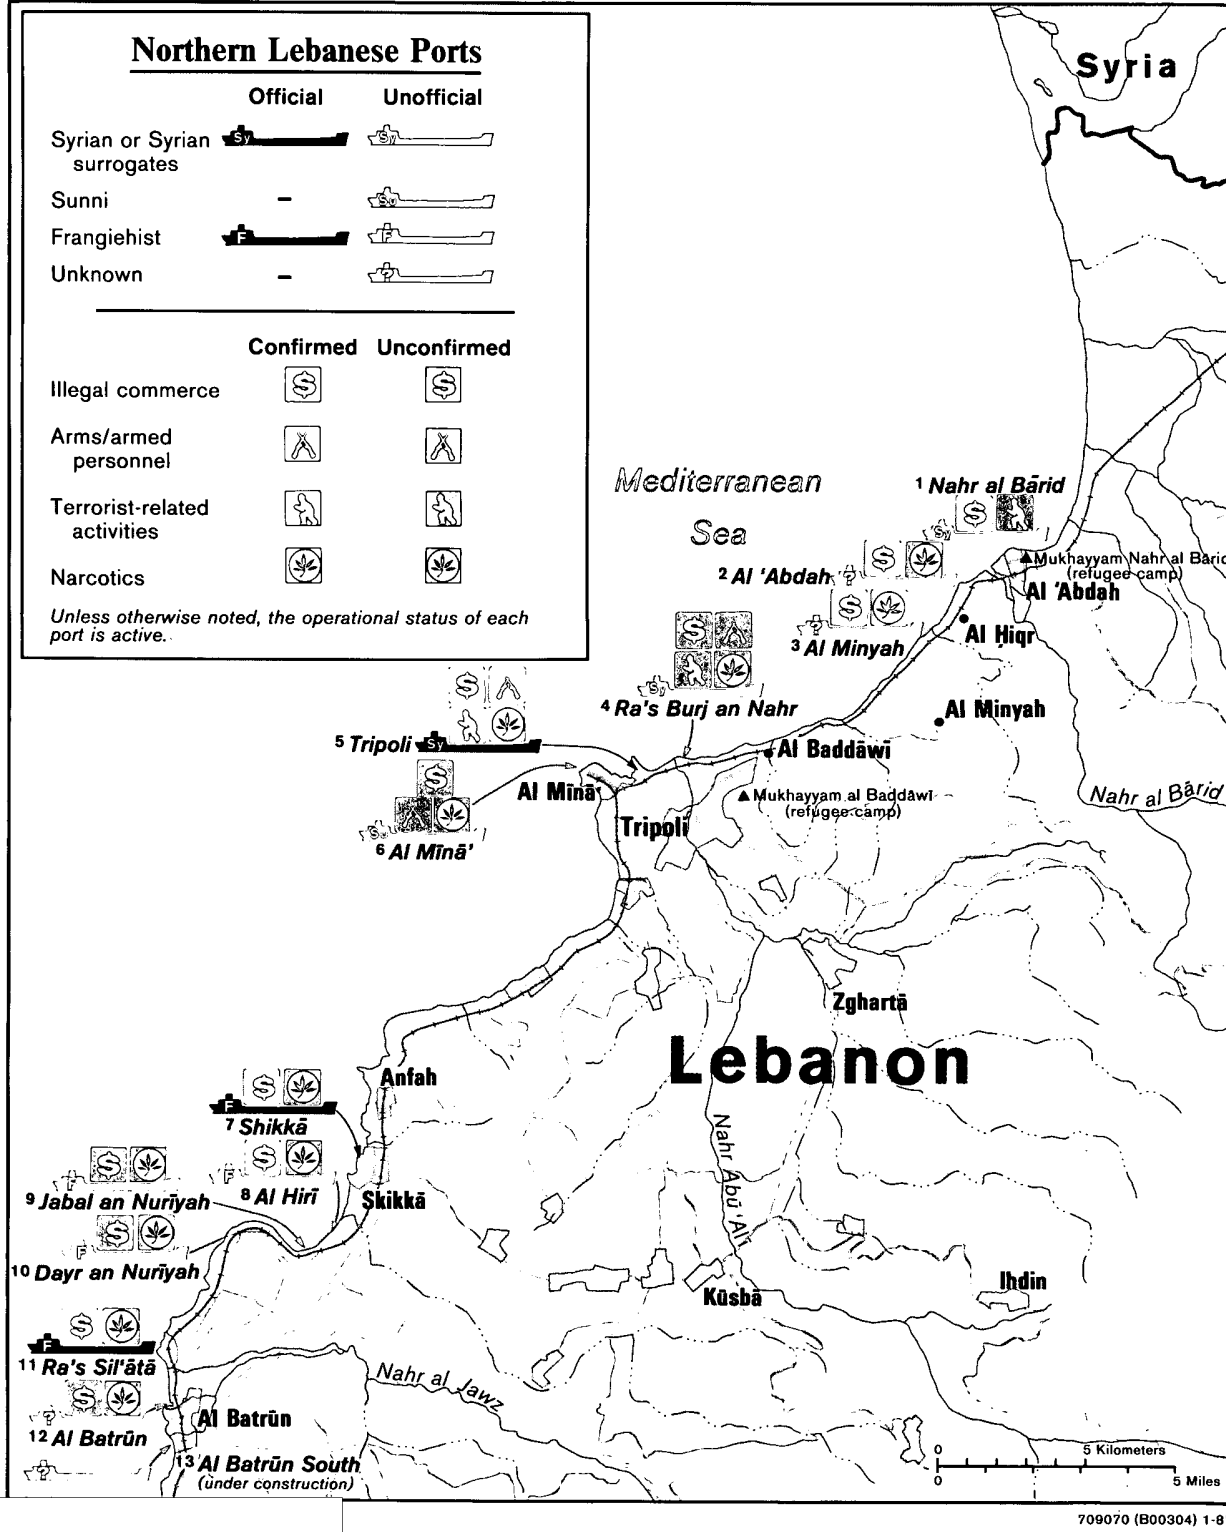 Northern Lebanese Ports
Official Unofficial
Syrian or Syrian
surrogates
Sy Sy
Sunni – Su
Frangiehist F F
Unknown – ?
Confirmed Unconfirmed
Illegal commerce $ $
Arms/armed
personnel
Terrorist-related
activities
Narcotics
Unless otherwise noted, the operational status of each
port is active.
Syria
Mediterranean
Sea
1 Nahr al Bārid
$
Sy
Mukhayyam Nahr al Bārid
(refugee camp)
2 Al 'Abdah ? $
Al 'Abdah
? $
3 Al Minyah
Al Ḥiqr
$
Sy
4 Ra's Burj an Nahr
Al Minyah
$
5 Tripoli Sy
Al Baddāwī
$
Al Mīnā'
Mukhayyam al Baddāwī
(refugee camp)
Nahr al Bārid
Tripoli
6 Al Mīnā'
Zghartā
Lebanon
Anfah
$
F
7 Shikkā
$
F
8 Al Hirī
$
F
9 Jabal an Nurīyah
Skikkā
Nahr Abū 'Alī
$
F
10 Dayr an Nurīyah
Ihdin
Kūsbā
$
F
11 Ra's Sil'ātā
Nahr al Jawz
$
?
12 Al Batrūn
Al Batrūn
?
13 Al Batrūn South
(under construction)
0 5 Kilometers
5 Miles
709070 (B00304) 1-8